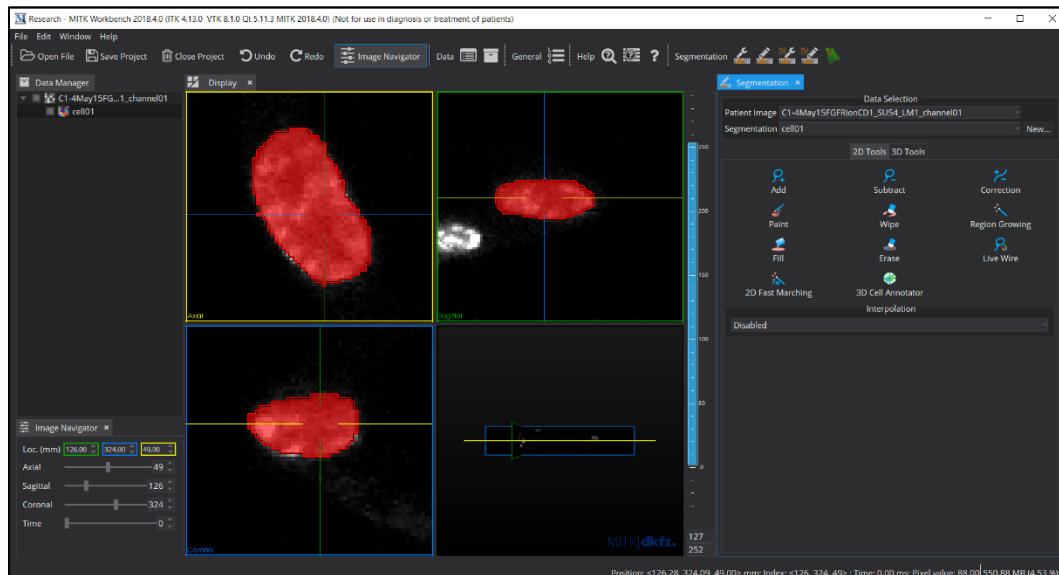 Research - MITK Workbench 2018.4.0 (ITK 4.13.0 VTK 8.1.0 Qt 5.11.3 MITK 2018.4.0) (Not for use in diagnosis or treatment of patients)
File Edit Window Help
Open File Save Project Close Project Undo Redo Image Navigator Data General Help ? Segmentation
Data Manager
C1-4May15FG...1_channel01
cell01
Display
Axial
Sagittal
Coronal
MITK|dkfz.
250
200
150
100
50
0
127
252
Image Navigator
Loc. (mm) 126.00 324.00 49.00
Axial 49
Sagittal 126
Coronal 324
Time 0
Segmentation
Data Selection
Patient Image C1-4May15FGFRionCD1_SU54_LM1_channel01
Segmentation cell01 New...
2D Tools 3D Tools
Add Subtract Correction
Paint Wipe Region Growing
Fill Erase Live Wire
2D Fast Marching 3D Cell Annotator
Interpolation
Disabled
Position: <126.28, 324.09, 49.00> mm; Index: <126, 324, 49> ; Time: 0.00 ms; Pixel value: 88.00 550.88 MB (4.53 %)